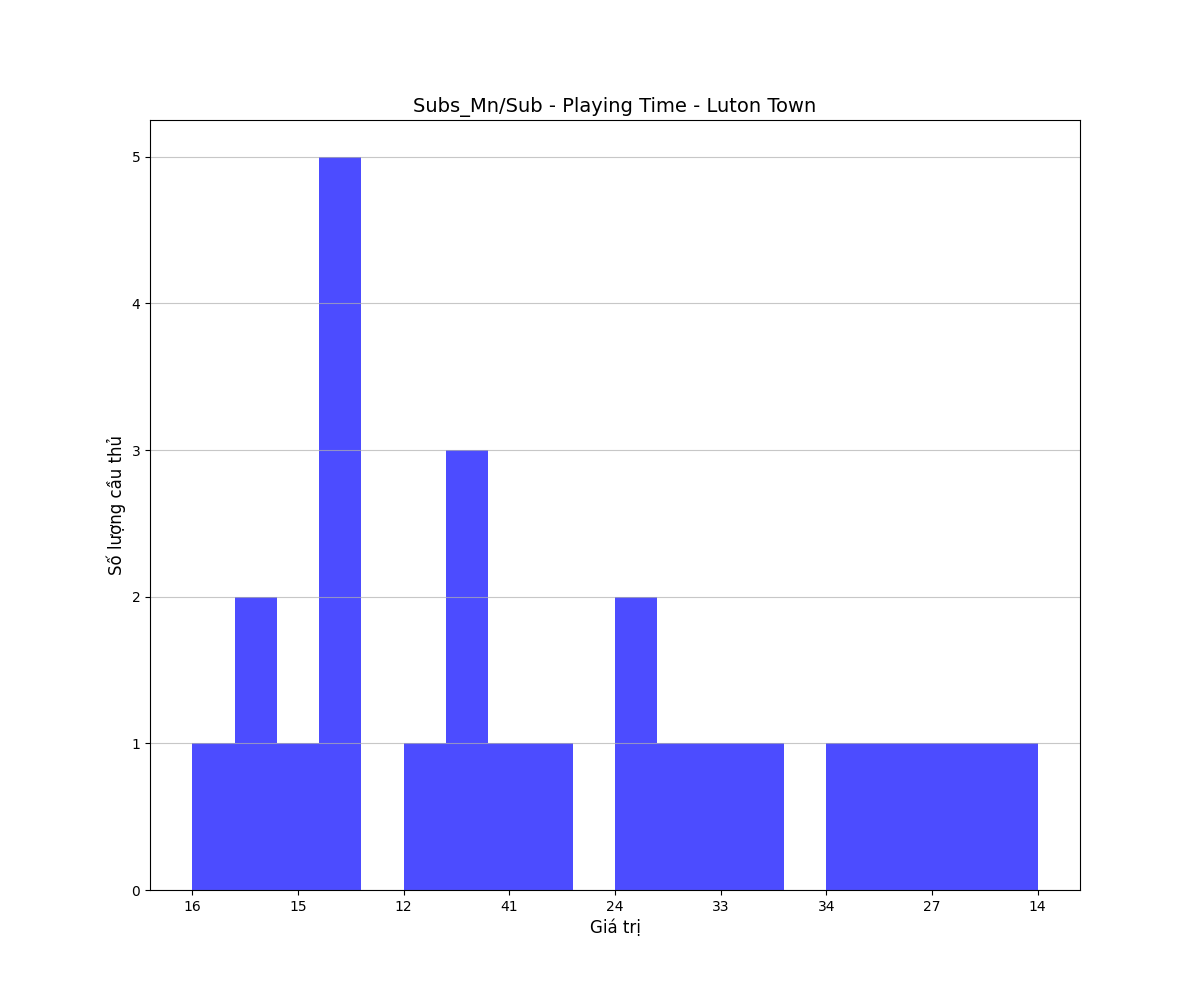 Subs_Mn/Sub - Playing Time - Luton Town
Số lượng cầu thủ
5
4
3
2
1
0
16 15 12 41 24 33 34 27 14
Giá trị